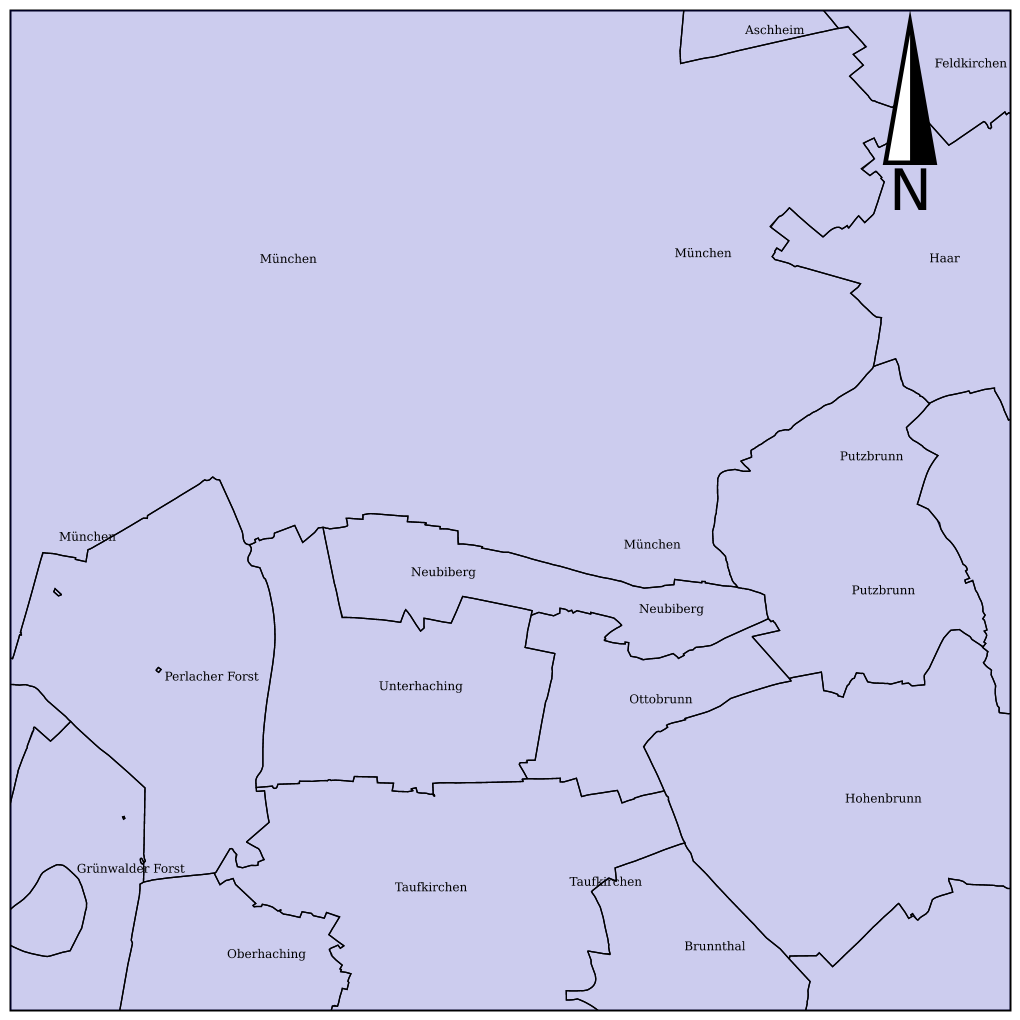 Aschheim
Feldkirchen
N
München
München
Haar
Putzbrunn
München
München
Neubiberg
Putzbrunn
Neubiberg
Perlacher Forst
Unterhaching
Ottobrunn
Hohenbrunn
Grünwalder Forst
Taufkirchen
Taufkirchen
Oberhaching
Brunnthal